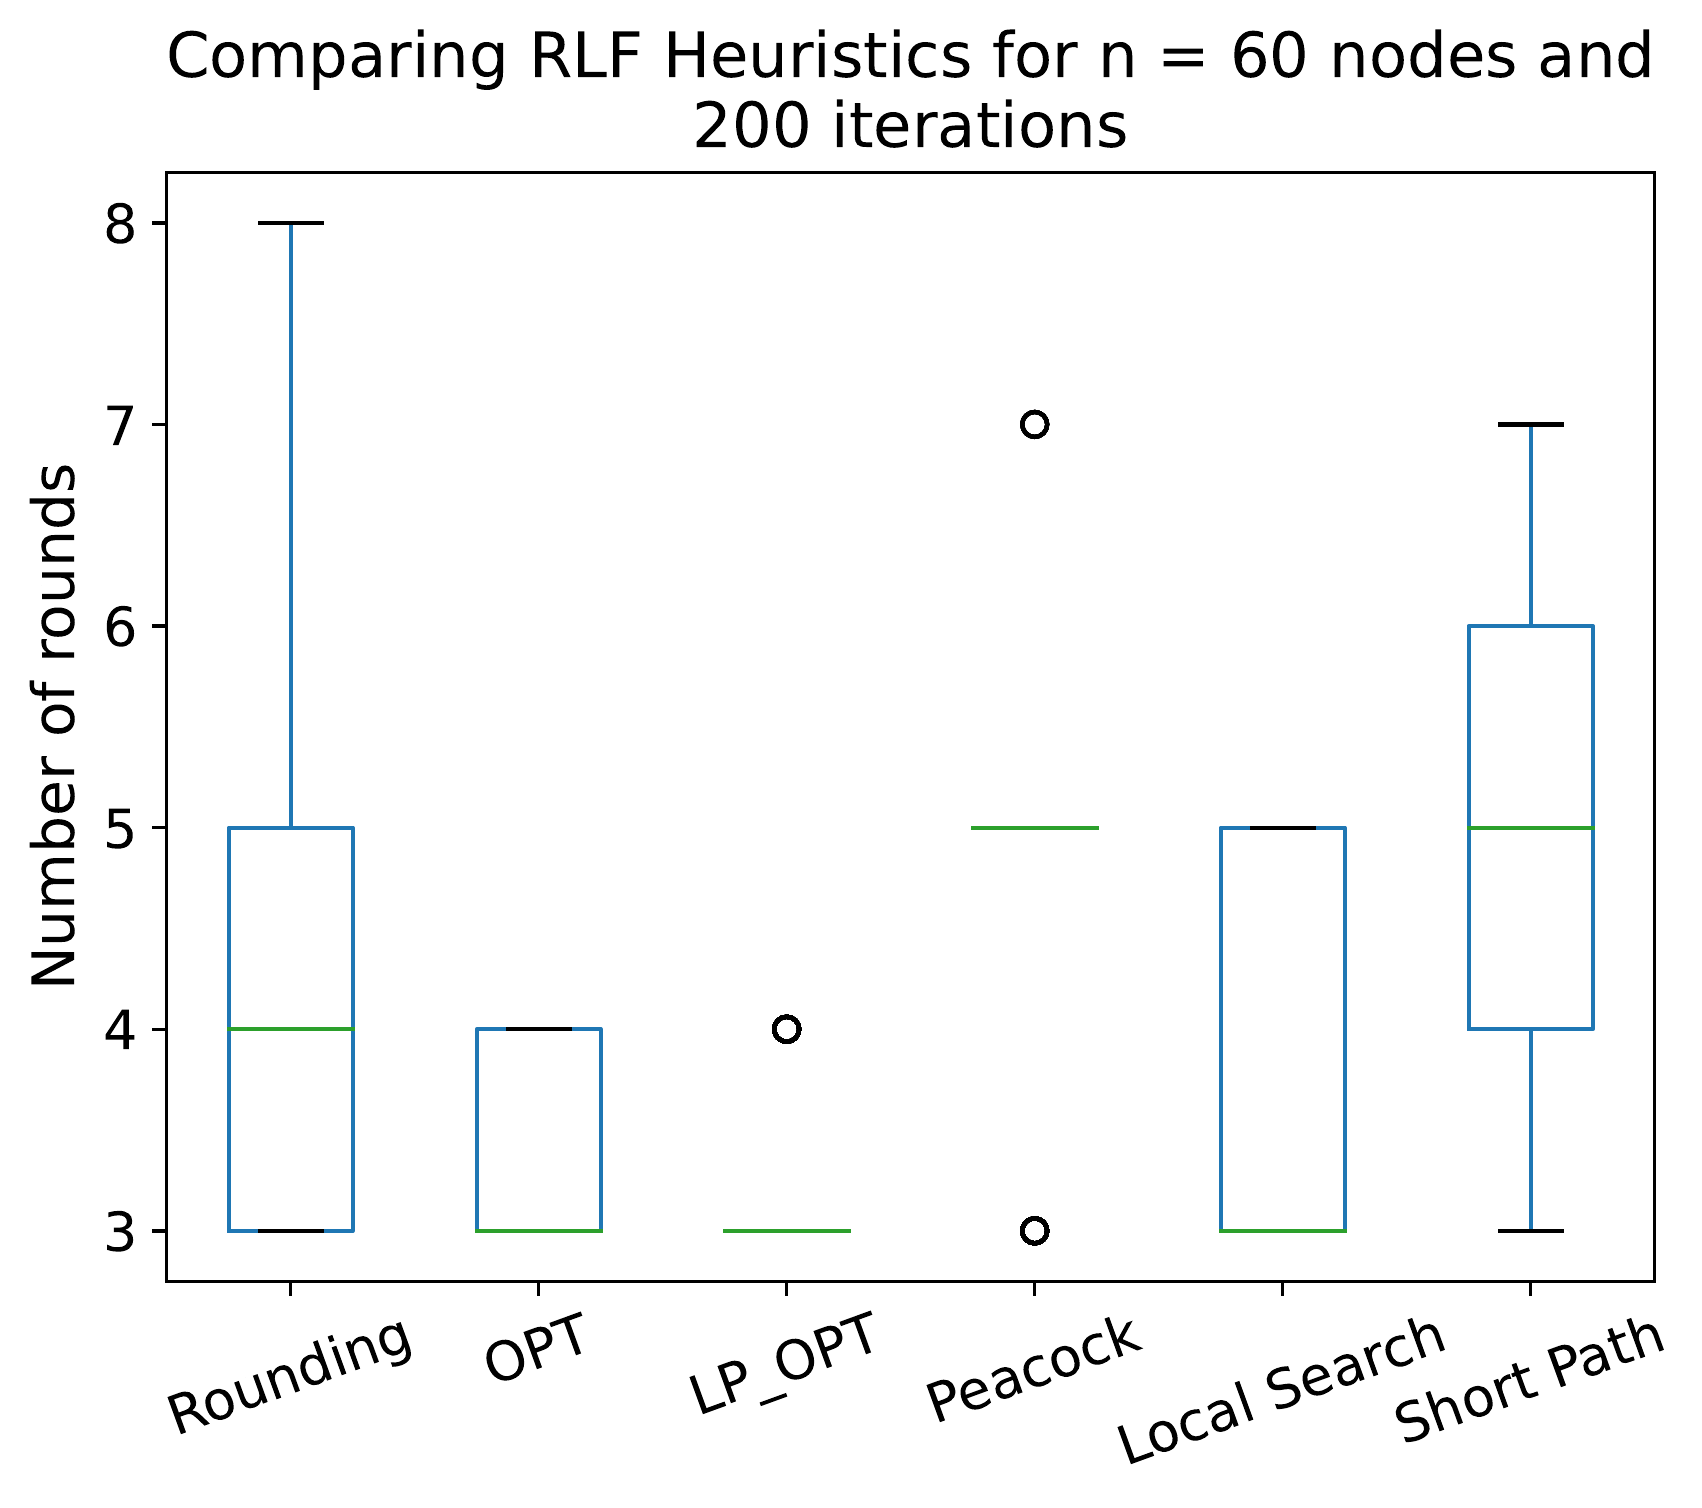 Comparing RLF Heuristics for n = 60 nodes and
200 iterations
Number of rounds
8
7
6
5
4
3
Rounding
OPT
LP_OPT
Peacock
Local Search
Short Path